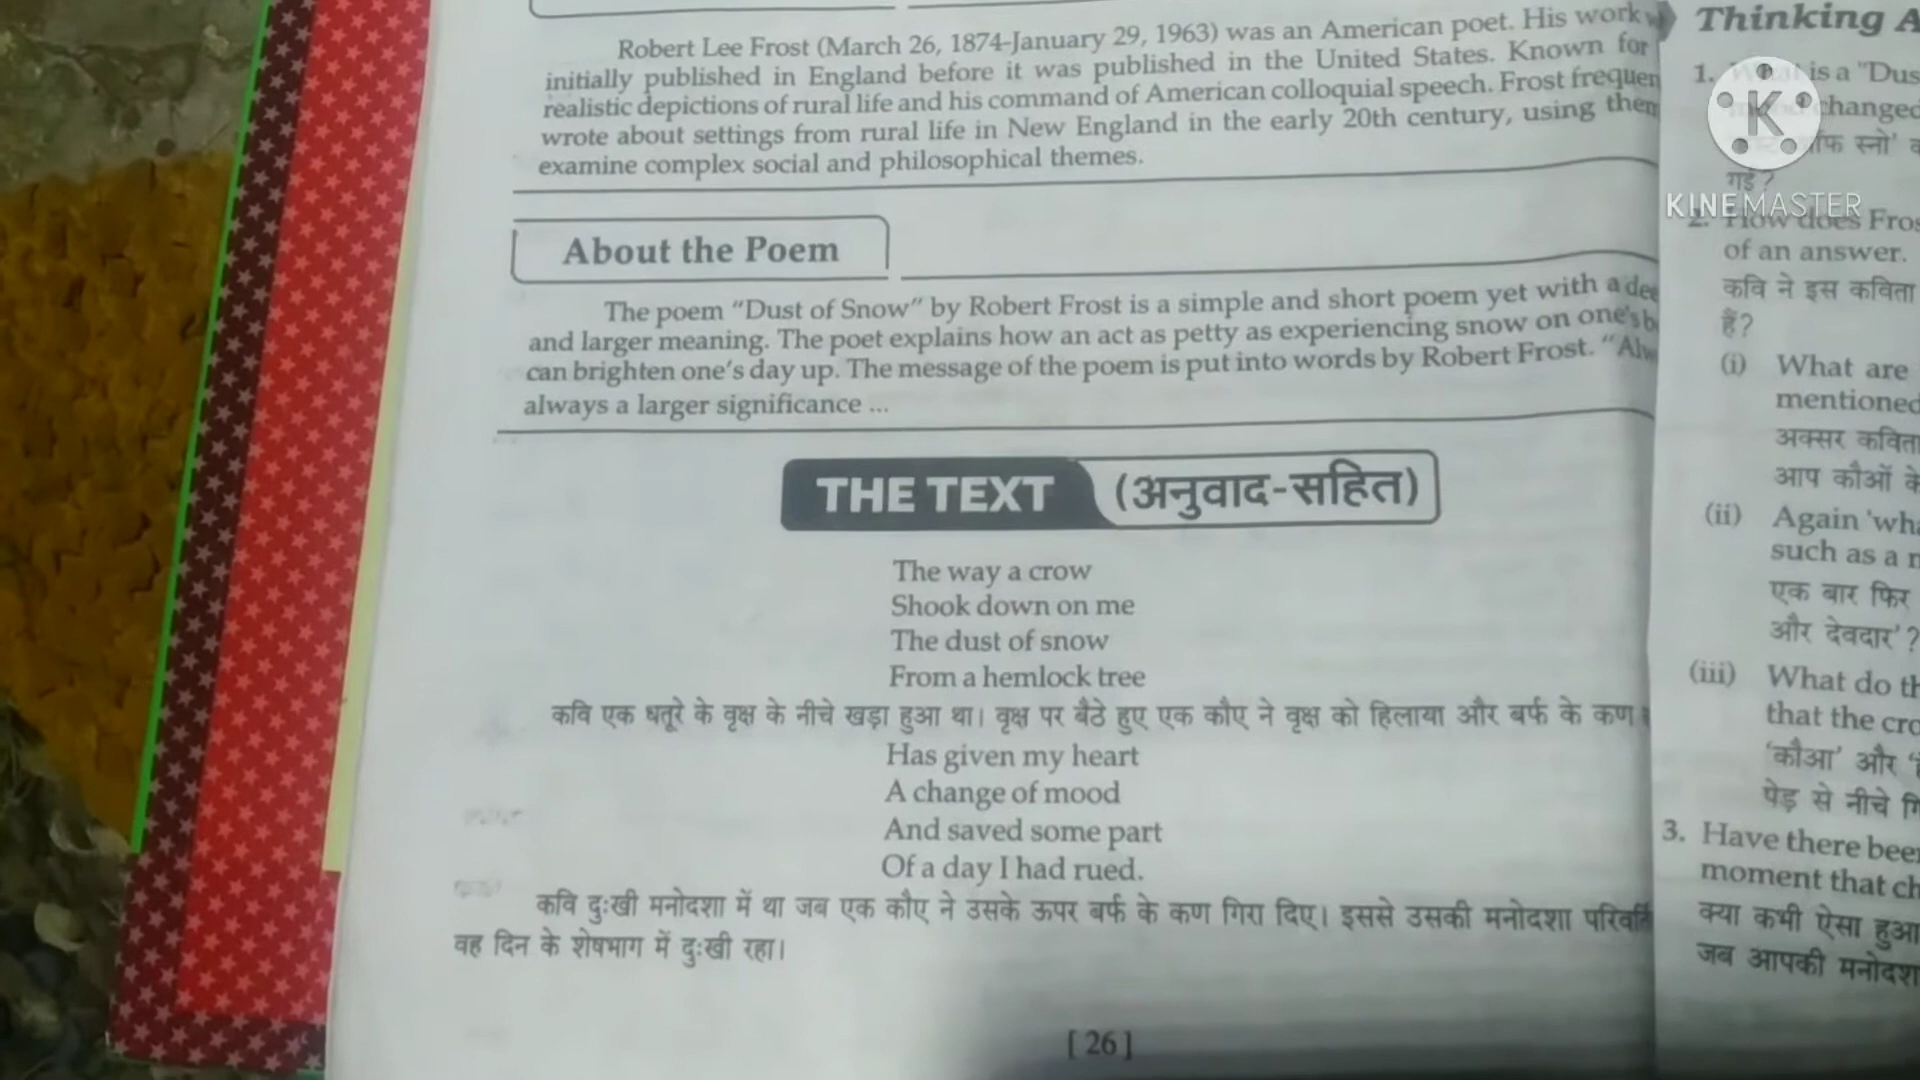 Robert Lee Frost (March 26, 1874-January 29, 1963) was an American poet. His work
initially published in England before it was published in the United States. Known for
realistic depictions of rural life and his command of American colloquial speech. Frost
wrote about settings from rural life in New England in the early 20th century, using
examine complex social and philosophical themes.
About the Poem
The poem “Dust of Snow” by Robert Frost is a simple and short poem yet with a
and larger meaning. The poet explains how an act as petty as experiencing snow on one's
can brighten one's day up. The message of the poem is put into words by Robert Frost.
always a larger significance ...
THE TEXT (अनुवाद-सहित)
The way a crow
Shook down on me
The dust of snow
From a hemlock tree
कवि एक धतूरे के वृक्ष के नीचे खड़ा हुआ था। वृक्ष पर बैठे हुए एक कौए ने वृक्ष को हिलाया और बर्फ के कण
Has given my heart
A change of mood
And saved some part
Of a day I had rued.
कवि दुःखी मनोदशा में था जब एक कौए ने उसके ऊपर बर्फ के कण गिरा दिए। इससे उसकी मनोदशा
वह दिन के शेषभाग में दुःखी रहा।
[ 26 ]
Thinking A
1. is a "Dus
changed
स्नो'
गई ?
2. How does Fros
of an answer.
कवि ने इस कविता
हैं?
(i) What are
mentioned
अक्सर कविता
आप कौओं के
(ii) Again 'wha
such as a
एक बार फिर
और देवदार' ?
(iii) What do th
that the cro
'कौआ' और
पेड़ से नीचे
3. Have there been
moment that ch
क्या कभी ऐसा हुआ
जब आपकी मनोदशा
K
KINEMASTER